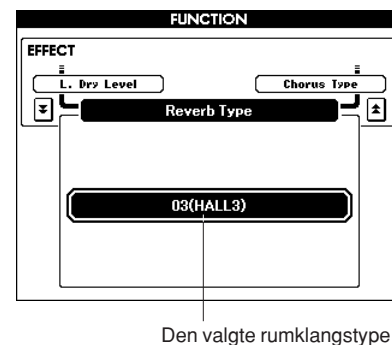 FUNCTION
EFFECT
L. Dry Level
Chorus Type
Reverb Type
03(HALL3)
Den valgte rumklangstype